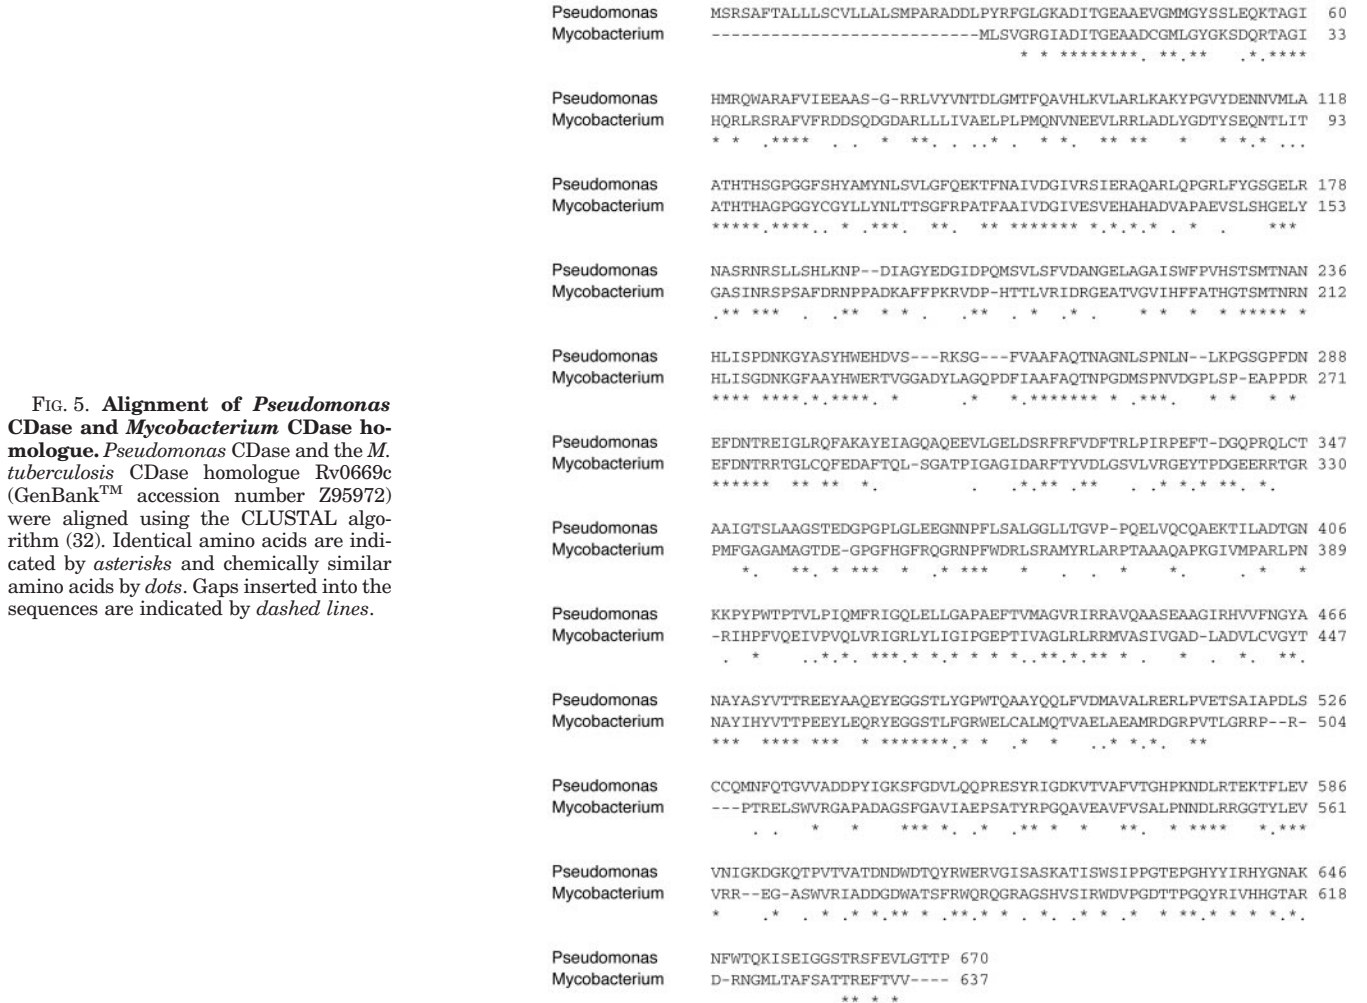 FIG. 5. Alignment of Pseudomonas
CDase and Mycobacterium CDase ho-
mologue. Pseudomonas CDase and the M.
tuberculosis CDase homologue Rv0669c
(GenBank™ accession number Z95972)
were aligned using the CLUSTAL algo-
rithm (32). Identical amino acids are indi-
cated by asterisks and chemically similar
amino acids by dots. Gaps inserted into the
sequences are indicated by dashed lines.
Pseudomonas MSRSAFTALLLSCVLLALSMPARADDLPYRFGLGKADITGEAAEVGMMGYSSLEQKTAGI 60
Mycobacterium ---------------------------MLSVGRGIADITGEAADCGMLGYGKSDQRTAGI 33
* * ********. **.** .*.****
Pseudomonas HMRQWARAFVIEEAAS-G-RRLVYVNTDLGMTFQAVHLKVLARLKAKYPGVYDENNVMLA 118
Mycobacterium HQRLRSRAFVFRDDSQDGDARLLLIVAELPLPMQNVNEEVLRRLADLYGDTYSEQNTLIT 93
* * .**** . . * **. . ..* . * *. ** ** * * *.* ...
Pseudomonas ATHTHSGPGGFSHYAMYNLSVLGFQEKTFNAIVDGIVRSIERAQARLQPGRLFYGSGELR 178
Mycobacterium ATHTHAGPGGYCGYLLYNLTTSGFRPATFAAIVDGIVESVEHAHADVAPAEVSLSHGELY 153
*****.****.. * .***. **. ** ******* *.*.*.* . * . ***
Pseudomonas NASRNRSLLSHLKNP--DIAGYEDGIDPQMSVLSFVDANGELAGAISWFPVHSTSMTNAN 236
Mycobacterium GASINRSPSAFDRNPPADKAFFPKRVDP-HTTLVRIDRGEATVGVIHFFATHGTSMTNRN 212
.** *** . .** * * . .** . * .* . * * * * ***** *
Pseudomonas HLISPDNKGYASYHWEHDVS---RKSG---FVAAFAQTNAGNLSPNLN--LKPGSGPFDN 288
Mycobacterium HLISGDNKGFAAYHWERTVGGADYLAGQPDFIAAFAQTNPGDMSPNVDGPLSP-EAPPDR 271
**** ****.*.****. * .* *.******* *.***. * * * *
Pseudomonas EFDNTREIGLRQFAKAYEIAGQAQEEVLGELDSRFRFVDFTRLPIRPEFT-DGQPRQLCT 347
Mycobacterium EFDNTRRTGLCQFEDAFTQL-SGATPIGAGIDARFTYVDLGSVLVRGEYTPDGEERRTGR 330
****** ** ** *. . .*.** .** . .* *.* **. *.
Pseudomonas AAIGTSLAAGSTEDGPGPLGLEEGNNPFLSALGGLLTGVP-PQELVQCQAEKTILADTGN 406
Mycobacterium PMFGAGAMAGTDE-GPGFHGFRQGRNPFWDRLSRAMYRLARPTAAAQAPKGIVMPARLPN 389
*. **. * *** * .* *** * . . * *. . * *
Pseudomonas KKPYPWTPTVLPIQMFRIGQLELLGAPAEFTVMAGVRIRRAVQAASEAAGIRHVVFNGYA 466
Mycobacterium -RIHPFVQEIVPVQLVRIGRLYLIGIPGEPTIVAGLRLRRMVASIVGAD-LADVLCVGYT 447
. * ..*.*. ***.* *.* * * *..**.*.** * . * . *. **.
Pseudomonas NAYASYVTTREEYAAQEYEGGSTLYGPWTQAAYQQLFVDMAVALRERLPVETSAIAPDLS 526
Mycobacterium NAYIHYVTTPEEYLEQRYEGGSTLFGRWELCALMQTVAELAEAMRDGRPVTLGRRP--R- 504
*** **** *** * *******.* * .* * ..* *.*. **
Pseudomonas CCQMNFQTGVVADDPYIGKSFGDVLQQPRESYRIGDKVTVAFVTGHPKNDLRTEKTFLEV 586
Mycobacterium ---PTRELSWVRGAPADAGSFGAVIAEPSATYRPGQAVEAVFVSALPNNDLRRGGTYLEV 561
. . * * *** *. .* .** * * **. * **** *.***
Pseudomonas VNIGKDGKQTPVTVATDNDWDTQYRWERVGISASKATISWSIPPGTEPGHYYIRHYGNAK 646
Mycobacterium VRR--EG-ASWVRIADDGDWATSFRWQRQGRAGSHVSIRWDVPGDTTPGQYRIVHHGTAR 618
* .* . * .* *.** * .**.* * . *. .* * .* * **.* * *.*.
Pseudomonas NFWTQKISEIGGSTRSFEVLGTTP 670
Mycobacterium D-RNGMLTAFSATTREFTVV---- 637
** * *